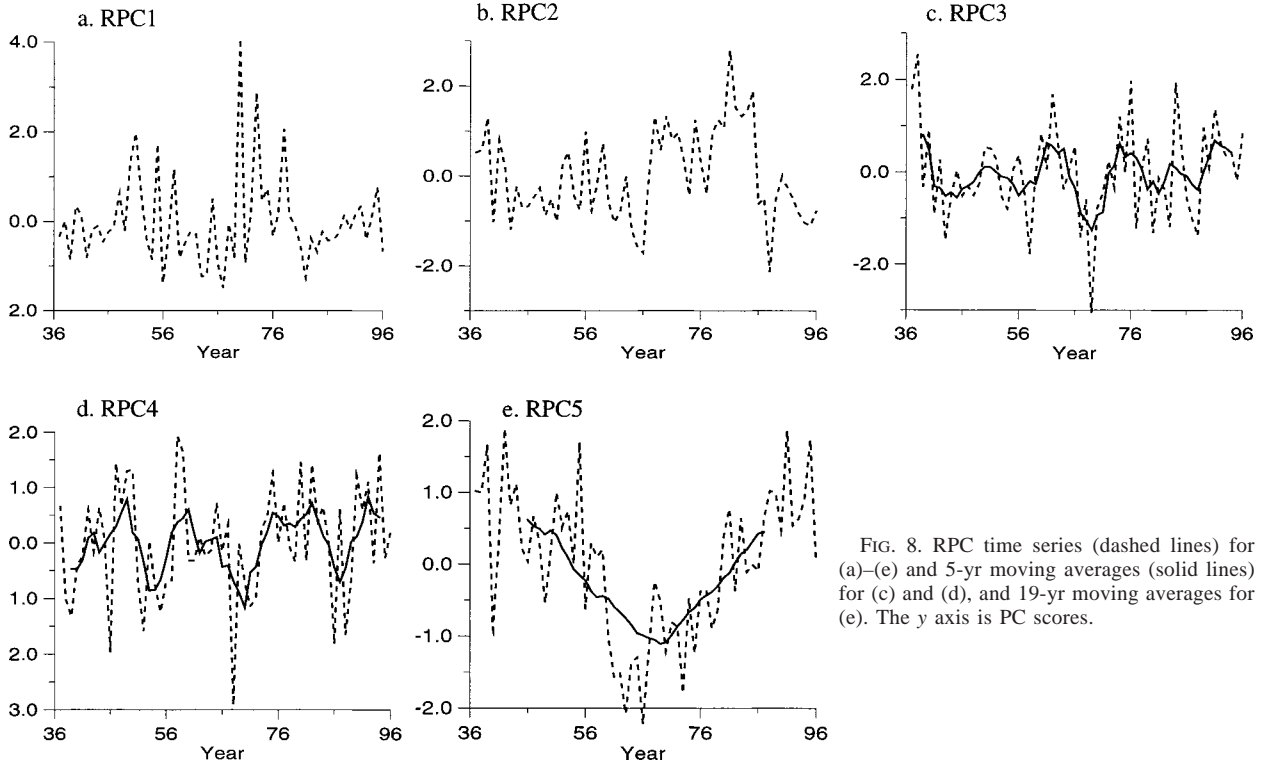 a. RPC1
4.0
2.0
0.0
2.0
36
56
76
96
Year
b. RPC2
2.0
0.0
-2.0
36
56
76
96
Year
c. RPC3
2.0
0.0
-2.0
36
56
76
96
Year
d. RPC4
2.0
1.0
0.0
1.0
2.0
3.0
36
56
76
96
Year
e. RPC5
2.0
1.0
0.0
-1.0
-2.0
36
56
76
96
Year
FIG. 8. RPC time series (dashed lines) for
(a)–(e) and 5-yr moving averages (solid lines)
for (c) and (d), and 19-yr moving averages for
(e). The y axis is PC scores.